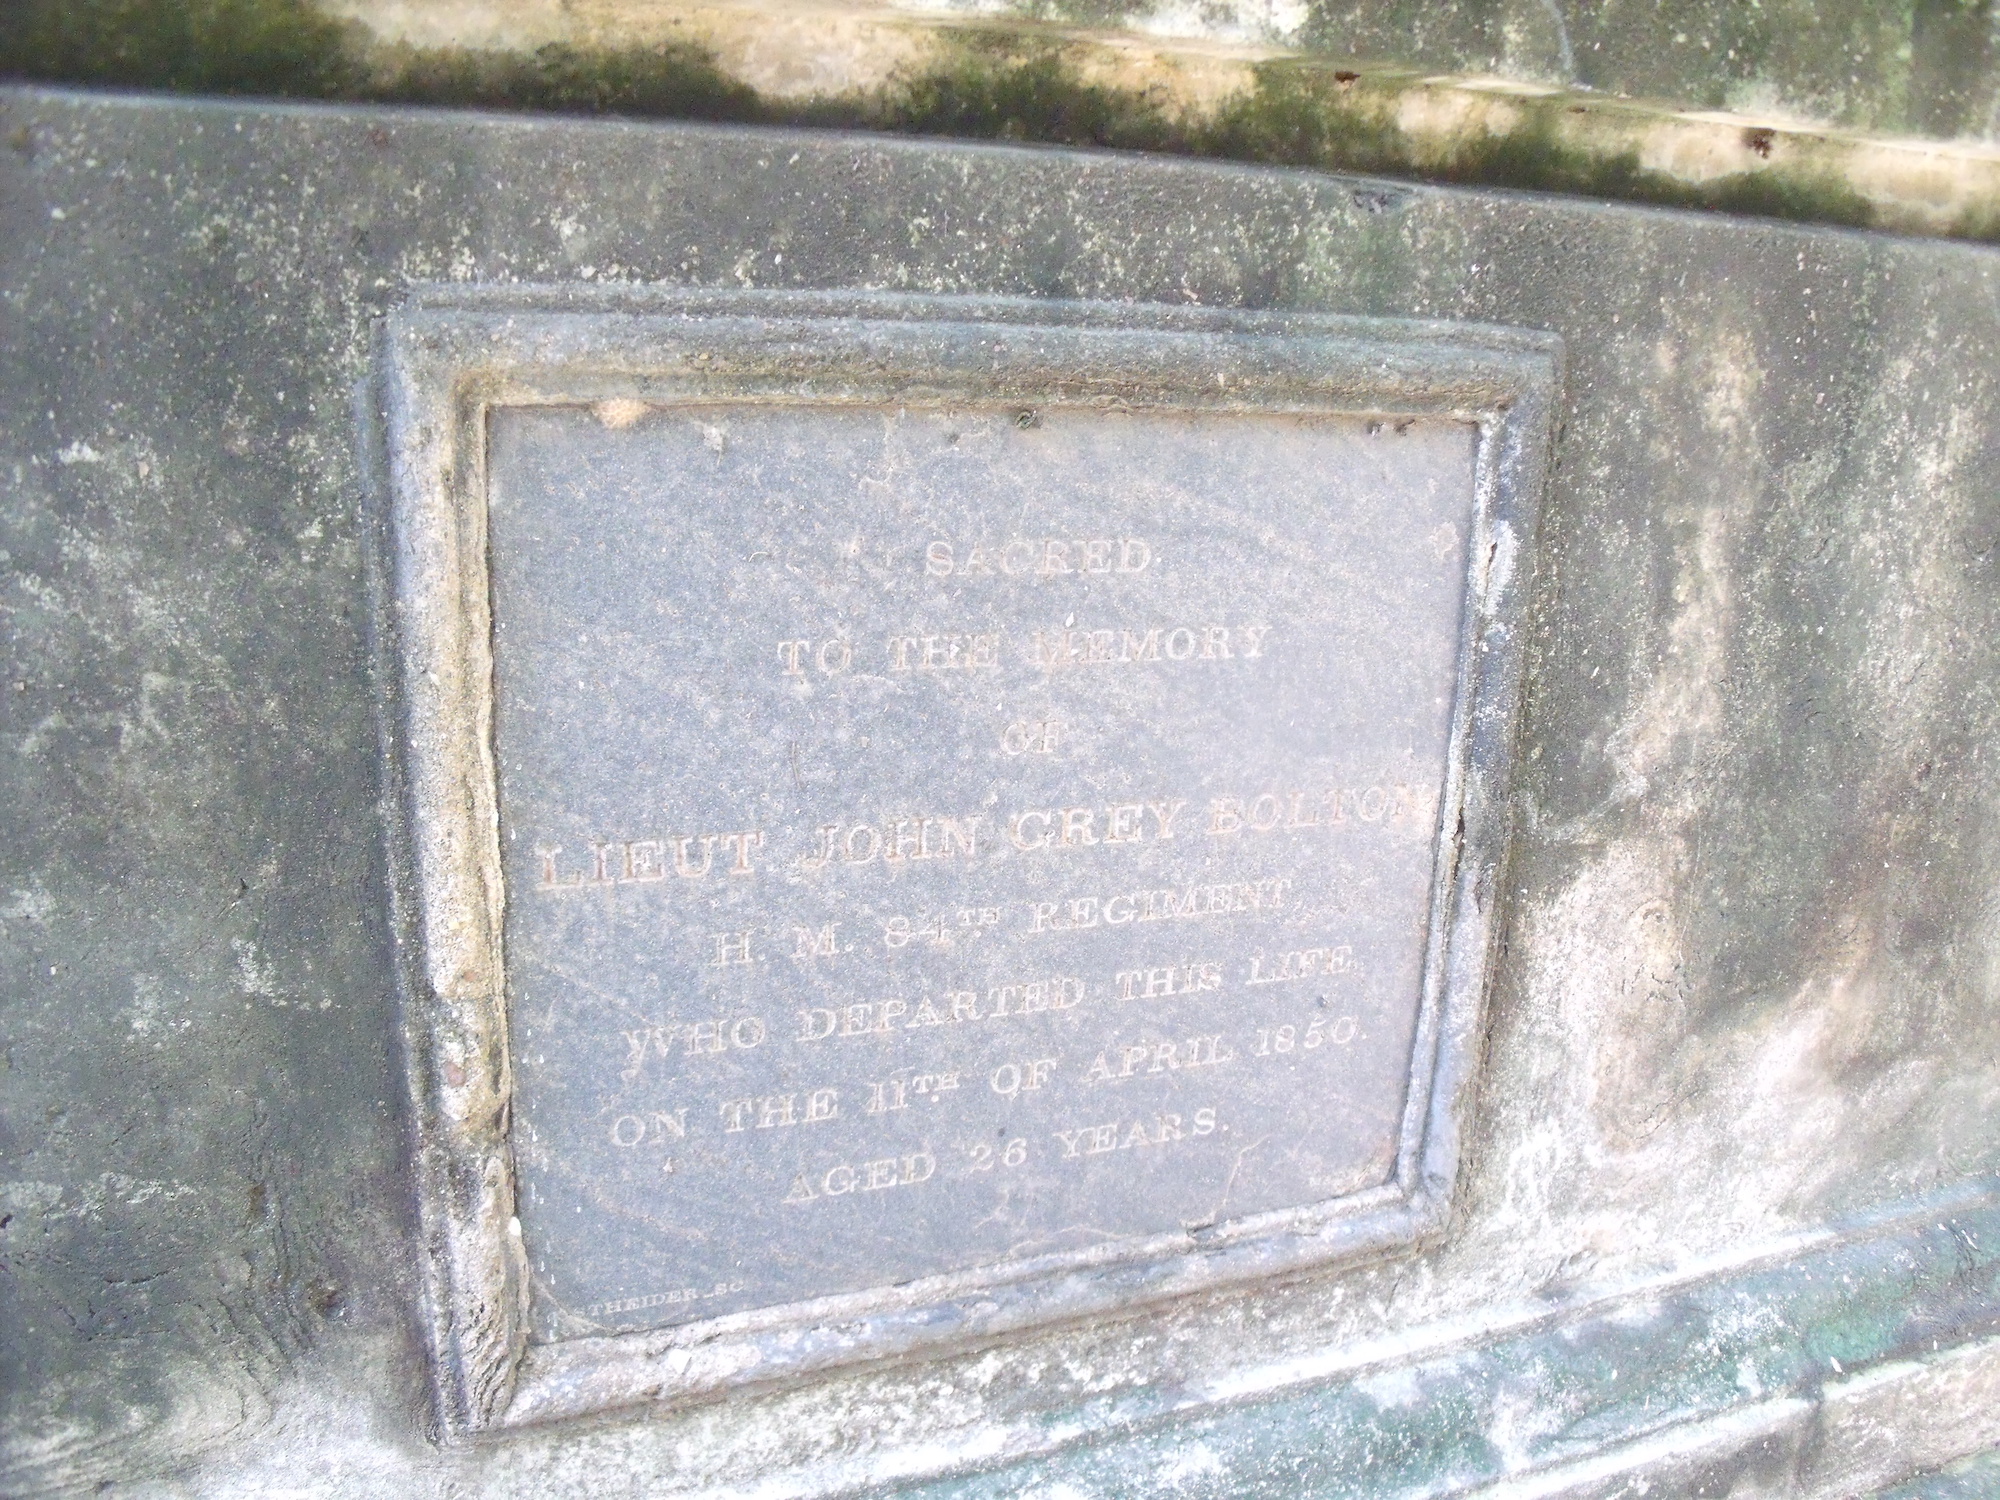 SACRED
TO THE MEMORY
OF
LIEUT JOHN GREY BOLTON
H. M. 84TH REGIMENT,
WHO DEPARTED THIS LIFE
ON THE 11TH OF APRIL 1850.
AGED 26 YEARS.